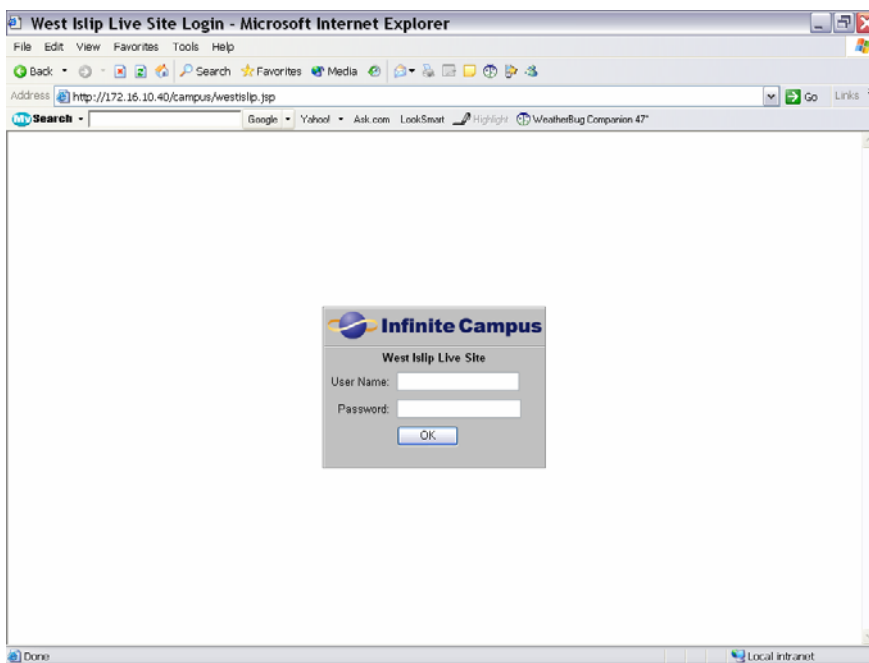 West Islip Live Site Login - Microsoft Internet Explorer
File Edit View Favorites Tools Help
Back Search Favorites Media
Address http://172.16.10.40/campus/westislip.jsp Go Links
My Search Google Yahoo! Ask.com LookSmart Highlight WeatherBug Companion 47°
Infinite Campus
West Islip Live Site
User Name:
Password:
OK
Done Local intranet